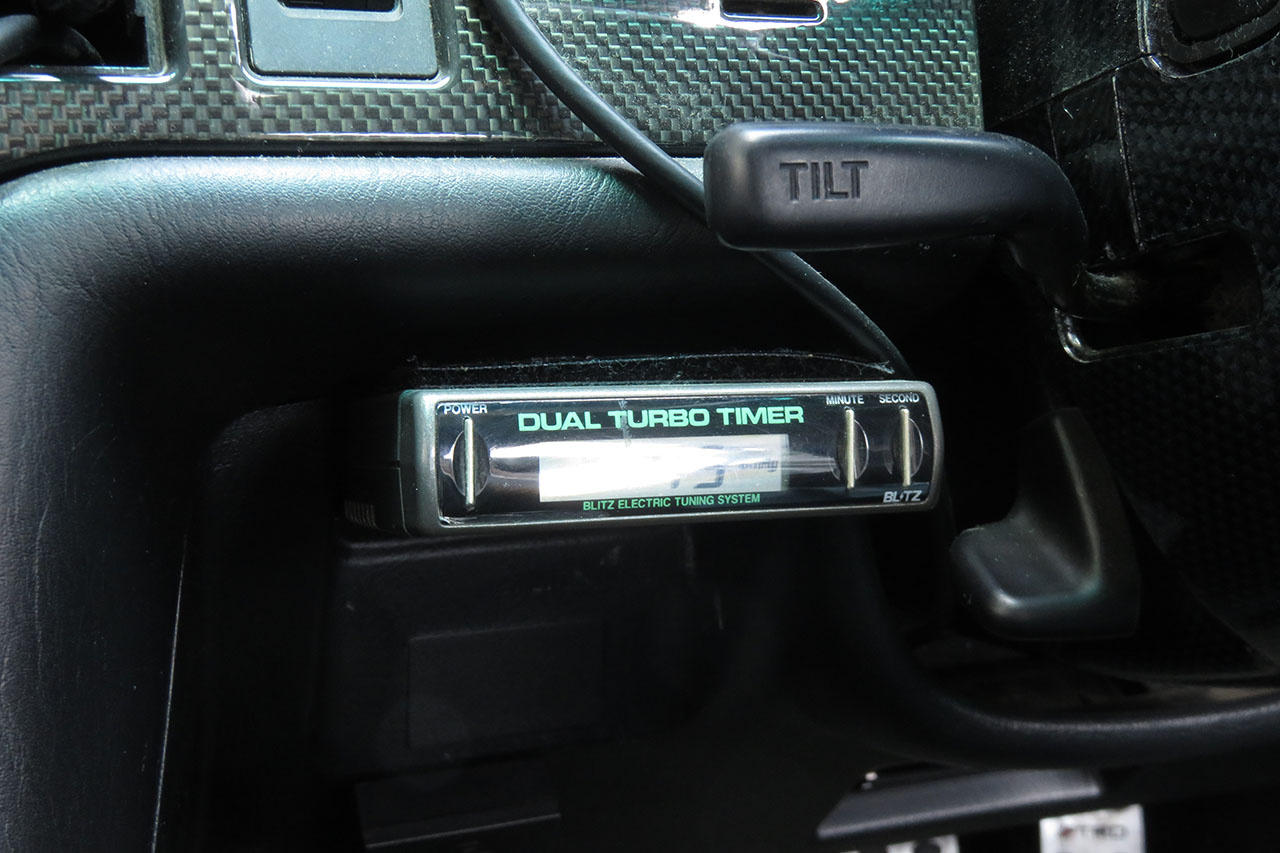 TILT
POWER
DUAL TURBO TIMER
MINUTE SECOND
BLITZ ELECTRIC TUNING SYSTEM
BLITZ